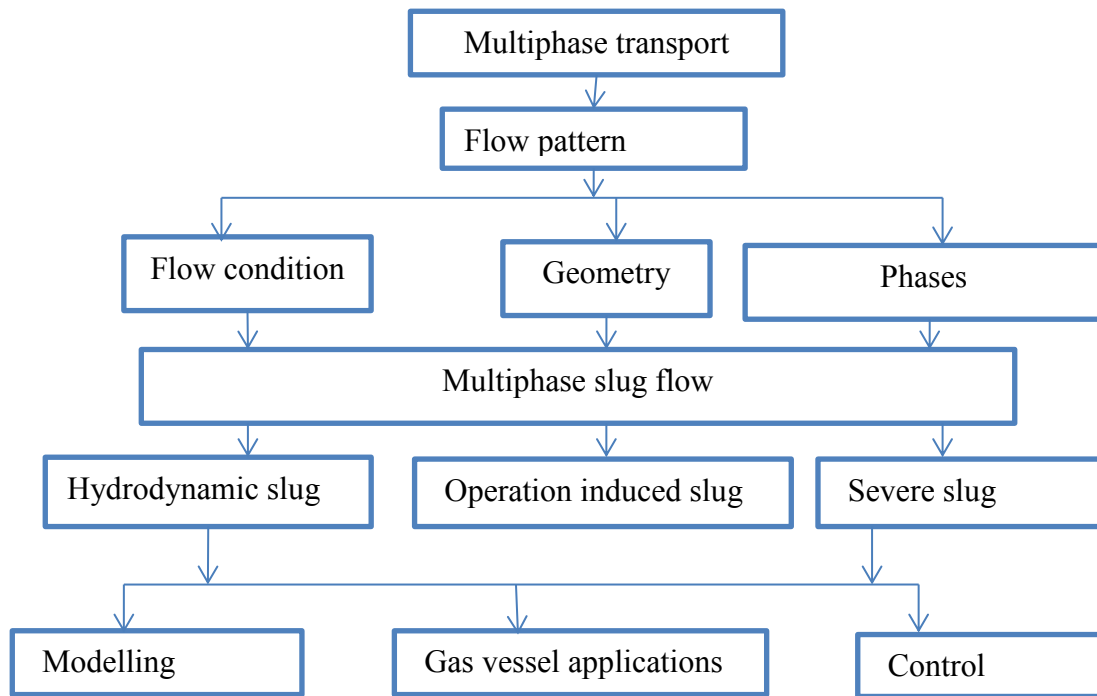 Multiphase transport
Flow pattern
Flow condition
Geometry
Phases
Multiphase slug flow
Hydrodynamic slug
Operation induced slug
Severe slug
Modelling
Gas vessel applications
Control